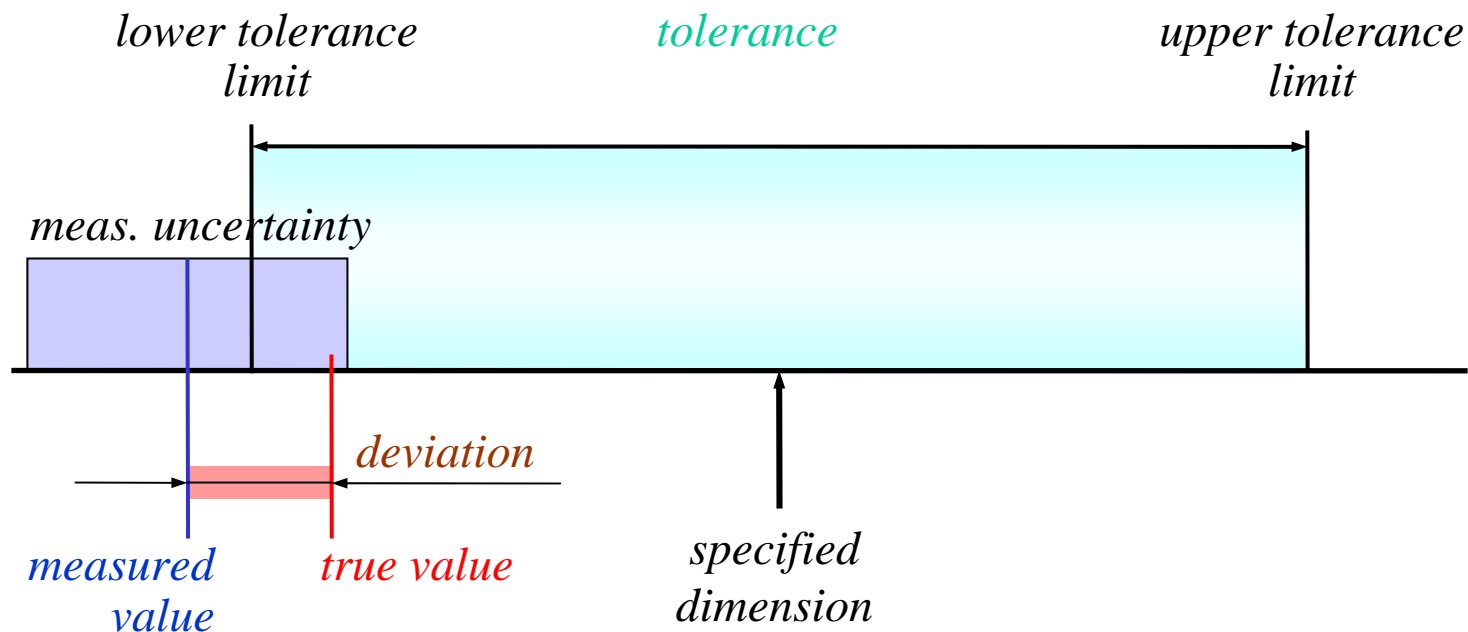 lower tolerance
limit
tolerance
upper tolerance
limit
meas. uncertainty
deviation
measured
value
true value
specified
dimension